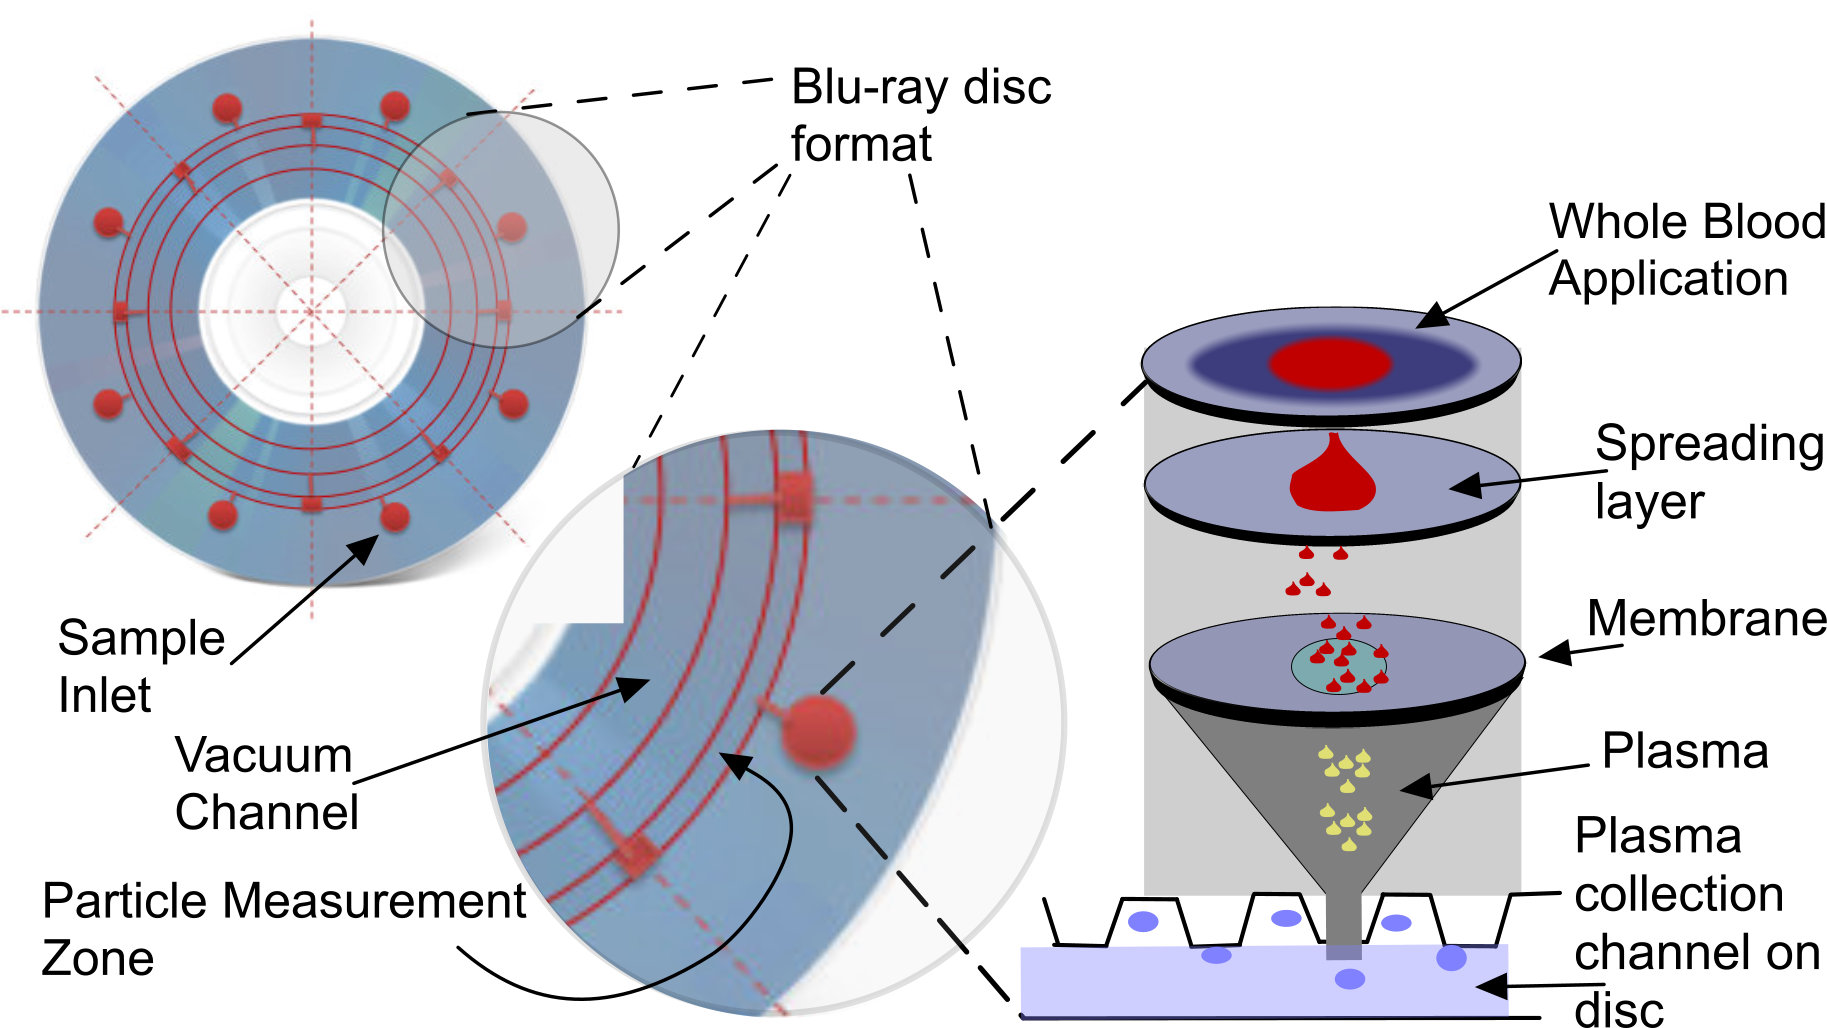 Blu-ray disc
format
Whole Blood
Application
Spreading
layer
Membrane
Plasma
Plasma
collection
channel on
disc
Sample
Inlet
Vacuum
Channel
Particle Measurement
Zone